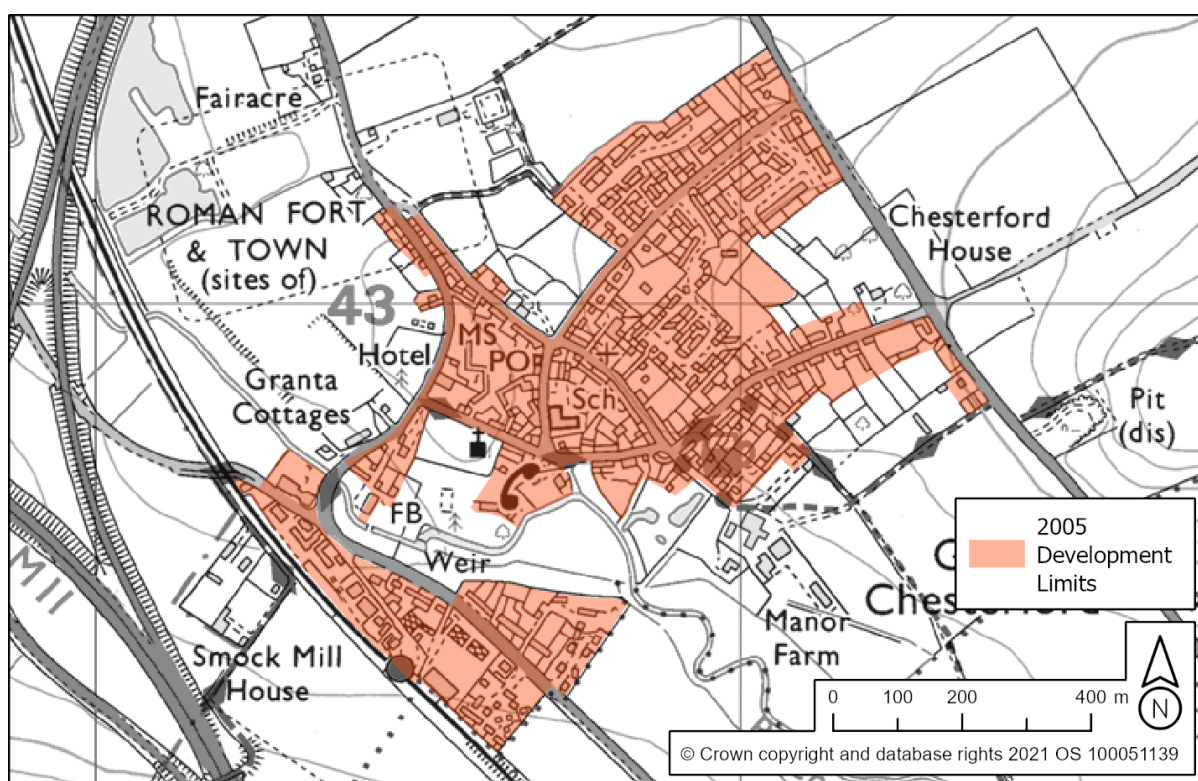 Fairacre
ROMAN FORT
& TOWN
(sites of)
43
Chesterford
House
Hotel
MS
PO
Sch
Granta
Cottages
Pit
(dis)
FB
Weir
Manor
Farm
Smock Mill
House
Chesterford
2005
Development
Limits
0 100 200 400 m
N
© Crown copyright and database rights 2021 OS 100051139